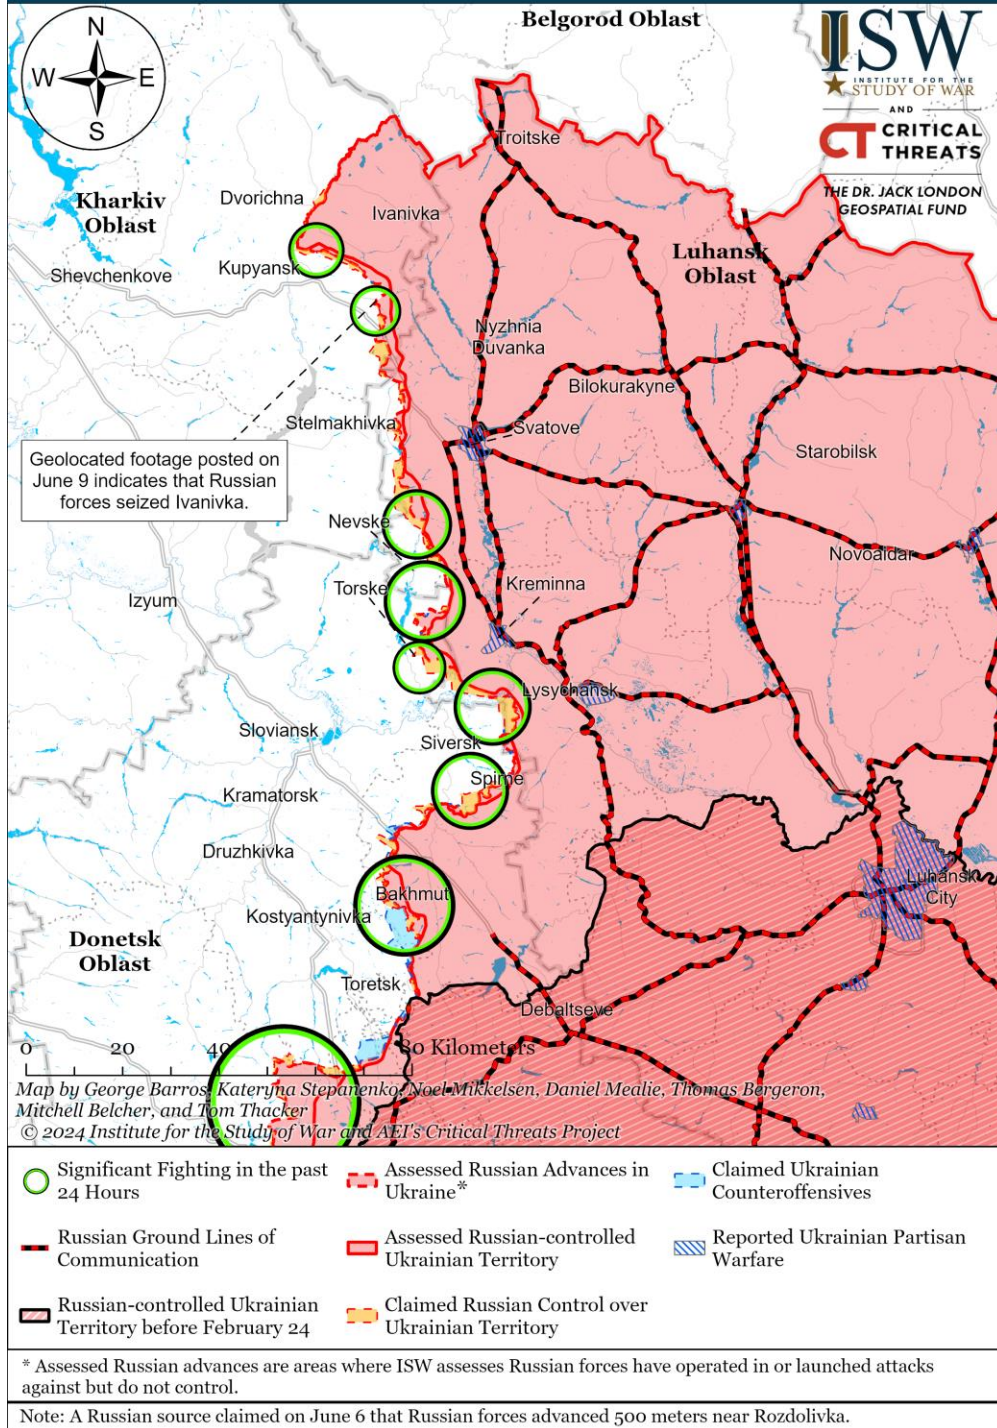 Belgorod Oblast
ISW
INSTITUTE FOR THE
STUDY OF WAR
AND
CT CRITICAL
THREATS
THE DR. JACK LONDON
GEOSPATIAL FUND
N
W E
S
Troitske
Dvorichna
Kharkiv
Oblast
Ivanivka
Luhansk
Oblast
Shevchenkove
Kupyansk
Nyzhnia
Duvanka
Bilokurakyne
Stelmakhivka
Svatove
Starobilsk
Geolocated footage posted on
June 9 indicates that Russian
forces seized Ivanivka.
Nevske
Novoaidar
Torske
Kreminna
Izyum
Lysychansk
Sloviansk
Siversk
Spirne
Kramatorsk
Druzhkivka
Bakhmut
Luhansk
City
Kostyantynivka
Donetsk
Oblast
Toretsk
Debaltseve
0 20 40 80 Kilometers
Map by George Barros, Kateryna Stepanenko, Noel Mikkelsen, Daniel Mealie, Thomas Bergeron,
Mitchell Belcher, and Tom Thacker
© 2024 Institute for the Study of War and AEI's Critical Threats Project
Significant Fighting in the past
24 Hours
Assessed Russian Advances in
Ukraine*
Claimed Ukrainian
Counteroffensives
Russian Ground Lines of
Communication
Assessed Russian-controlled
Ukrainian Territory
Reported Ukrainian Partisan
Warfare
Russian-controlled Ukrainian
Territory before February 24
Claimed Russian Control over
Ukrainian Territory
* Assessed Russian advances are areas where ISW assesses Russian forces have operated in or launched attacks
against but do not control.
Note: A Russian source claimed on June 6 that Russian forces advanced 500 meters near Rozdolivka.